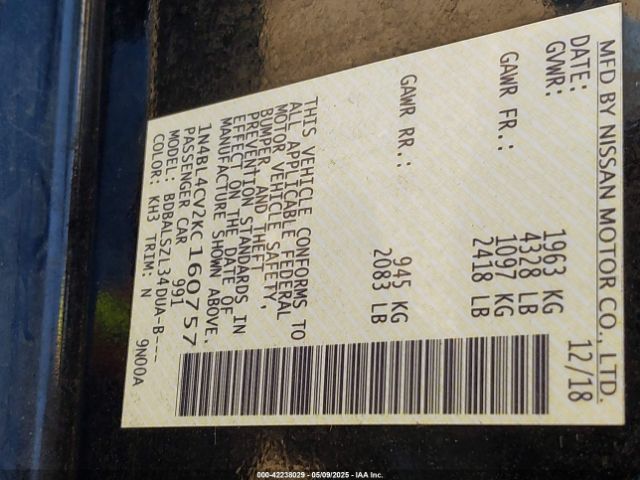 MFD BY NISSAN MOTOR CO., LTD.
DATE: 12/18
GVWR: 1963 KG
4328 LB
GAWR FR.: 1097 KG
2418 LB
GAWR RR.: 945 KG
2083 LB
THIS VEHICLE CONFORMS TO
ALL APPLICABLE FEDERAL
MOTOR VEHICLE SAFETY,
BUMPER AND THEFT
PREVENTION STANDARDS IN
EFFECT ON THE DATE OF
MANUFACTURE SHOWN ABOVE.
1N4BL4CV2KC160757
PASSENGER CAR 991
MODEL: BDBALSZL34DUA-B---
COLOR: KH3 TRIM: N 9N00A
000-42238029 - 05/09/2025 - IAA Inc.